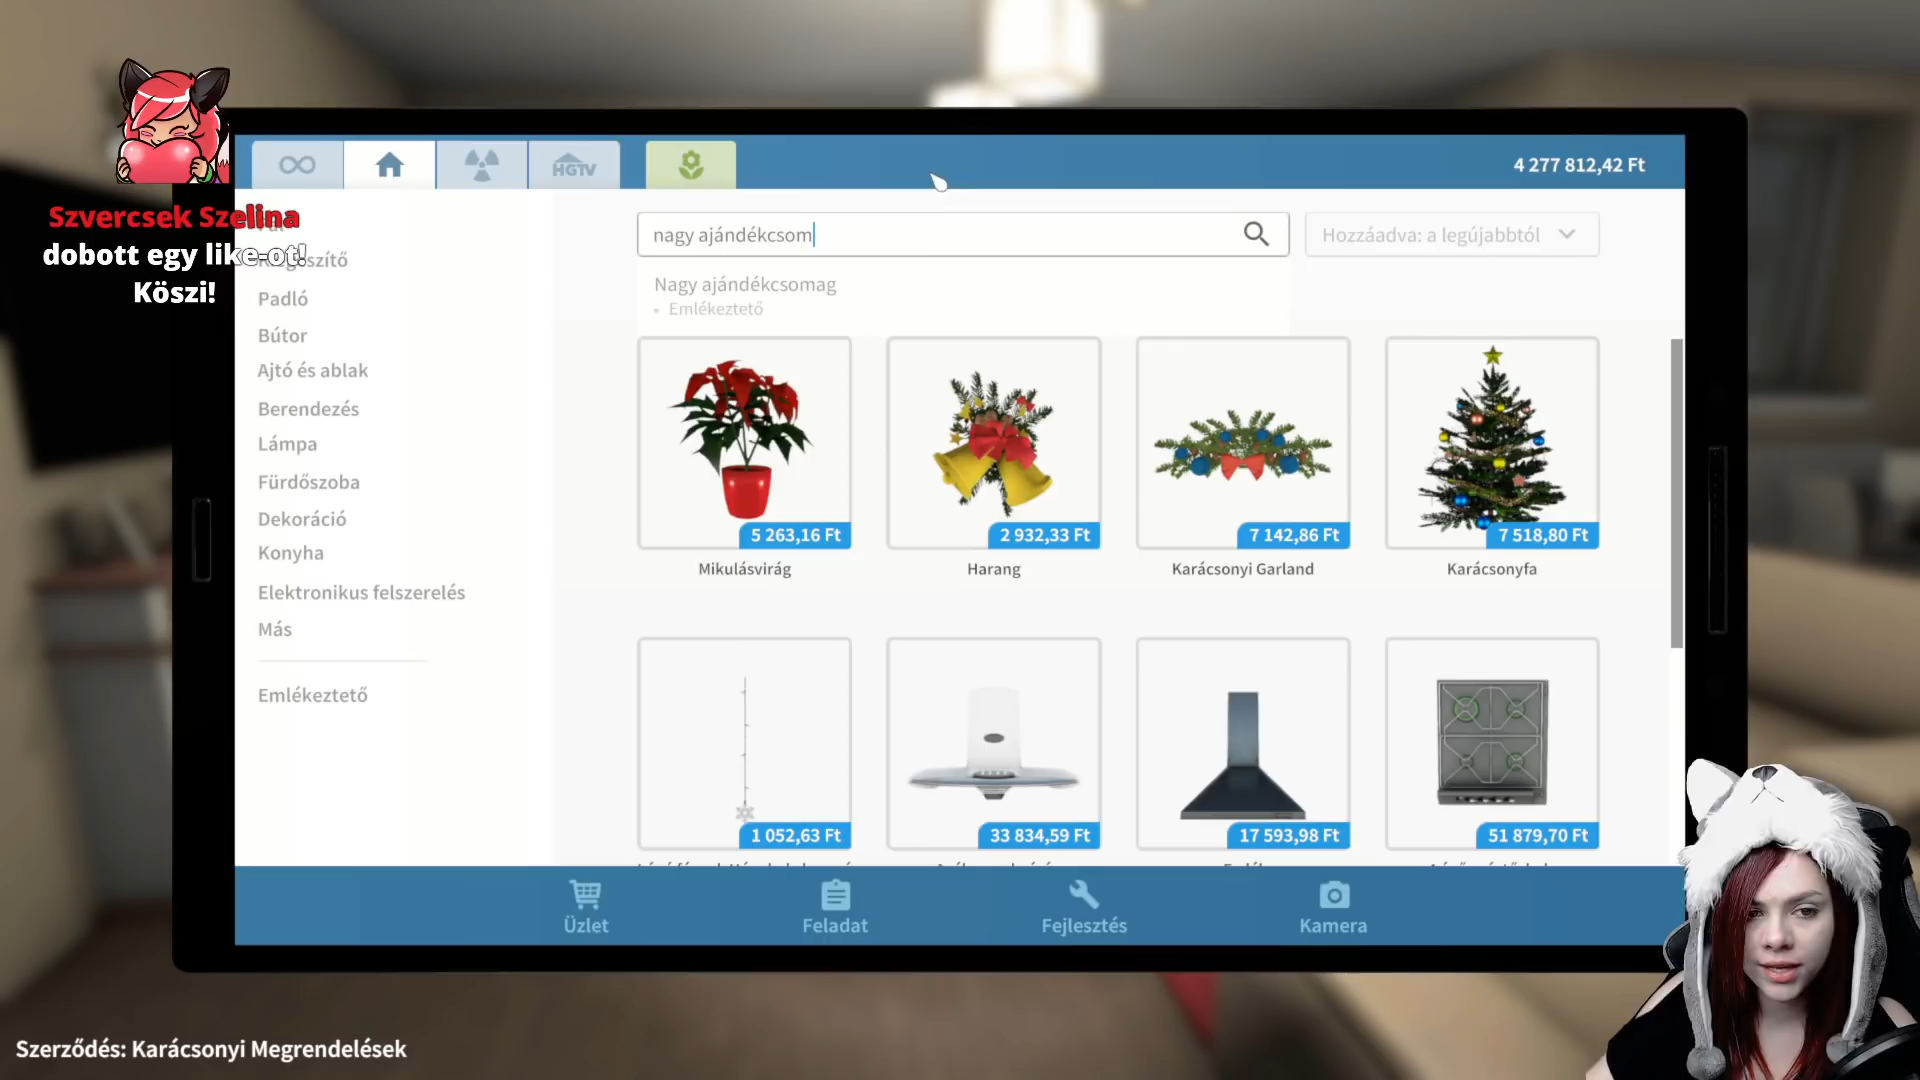 HGTV
4 277 812,42 Ft
Szvercsek Szelina
dobott egy like-ot!
Köszi!
nagy ajándékcsom
Hozzáadva: a legújabbtól
Nagy ajándékcsomag
Emlékeztető
Padló
Bútor
Ajtó és ablak
Berendezés
Lámpa
Fürdőszoba
Dekoráció
Konyha
Elektronikus felszerelés
Más
Emlékeztető
5 263,16 Ft
2 932,33 Ft
7 142,86 Ft
7 518,80 Ft
Mikulásvirág
Harang
Karácsonyi Garland
Karácsonyfa
1 052,63 Ft
33 834,59 Ft
17 593,98 Ft
51 879,70 Ft
Üzlet
Feladat
Fejlesztés
Kamera
Szerződés: Karácsonyi Megrendelések